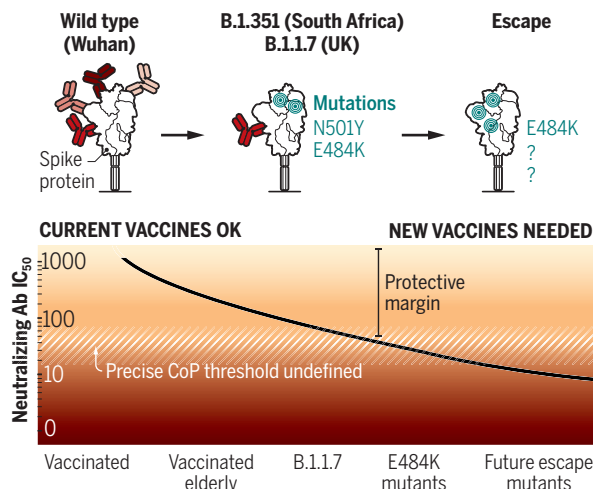 Wild type
(Wuhan)
B.1.351 (South Africa)
B.1.1.7 (UK)
Escape
Mutations
N501Y
E484K
E484K
?
?
Spike
protein
CURRENT VACCINES OK
NEW VACCINES NEEDED
Neutralizing Ab IC50
1000
100
10
0
Protective
margin
Precise CoP threshold undefined
Vaccinated
Vaccinated
elderly
B.1.1.7
E484K
mutants
Future escape
mutants